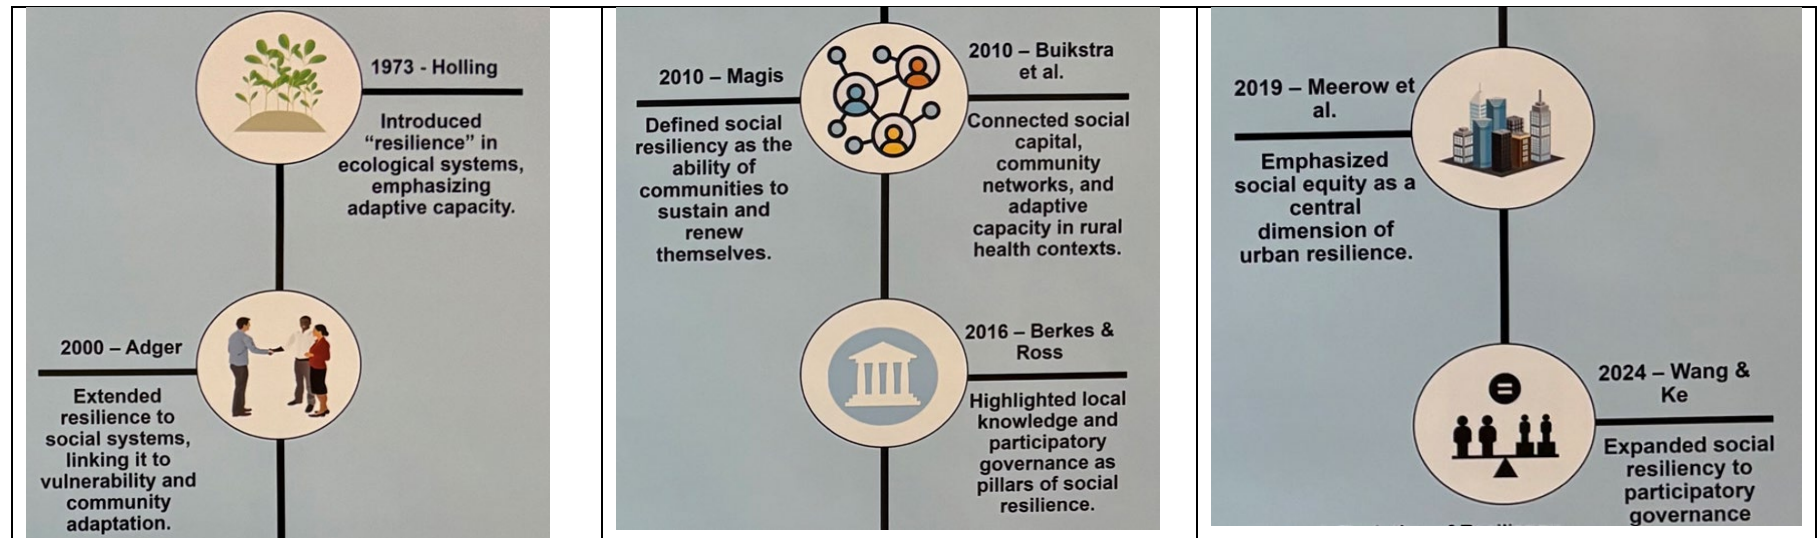 1973 - Holling
Introduced
“resilience” in
ecological systems,
emphasizing
adaptive capacity.
2000 – Adger
Extended
resilience to
social systems,
linking it to
vulnerability and
community
adaptation.
2010 – Magis
Defined social
resiliency as the
ability of
communities to
sustain and
renew
themselves.
2010 – Buikstra
et al.
Connected social
capital,
community
networks, and
adaptive
capacity in rural
health contexts.
2016 – Berkes &
Ross
Highlighted local
knowledge and
participatory
governance as
pillars of social
resilience.
2019 – Meerow et
al.
Emphasized
social equity as a
central
dimension of
urban resilience.
2024 – Wang &
Ke
Expanded social
resiliency to
participatory
governance